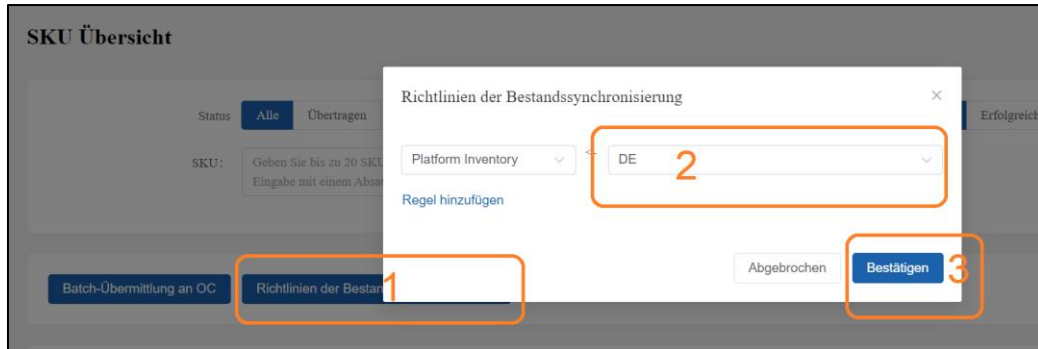 SKU Übersicht
Richtlinien der Bestandssynchronisierung
Status Alle Übertragen Erfolgreich
Platform Inventory < DE 2
SKU: Geben Sie bis zu 20 SKU
Eingabe mit einem Absa
Regel hinzufügen
Abgebrochen Bestätigen 3
1
Batch-Übermittlung an OC Richtlinien der Bestan